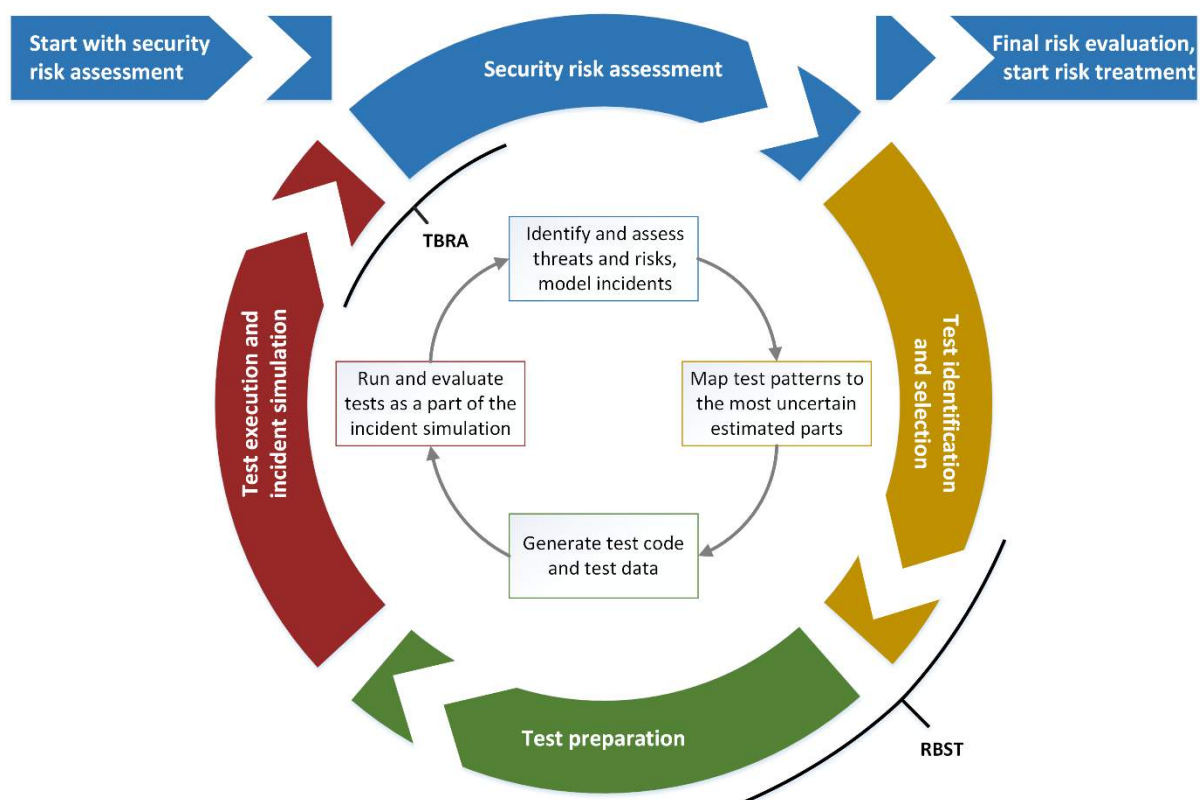 Start with security
risk assessment
Security risk assessment
Final risk evaluation,
start risk treatment
TBRA
Identify and assess
threats and risks,
model incidents
Test execution and
incident simulation
Run and evaluate
tests as a part of the
incident simulation
Map test patterns to
the most uncertain
estimated parts
Test identification
and selection
Generate test code
and test data
Test preparation
RBST